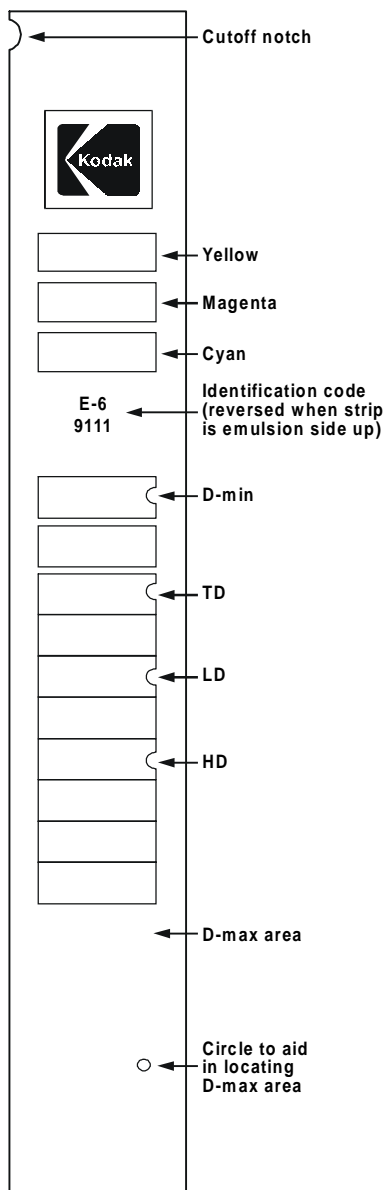 Cutoff notch
Kodak
Yellow
Magenta
Cyan
E-6
9111
Identification code
(reversed when strip
is emulsion side up)
D-min
TD
LD
HD
D-max area
Circle to aid
in locating
D-max area